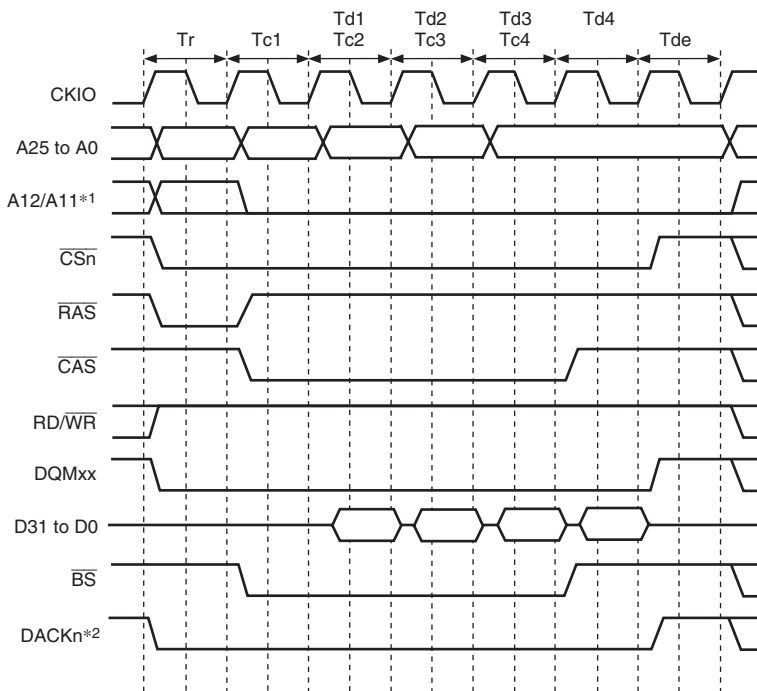 Td1 Td2 Td3 Td4
Tr Tc1 Tc2 Tc3 Tc4 Tde
CKIO
A25 to A0
A12/A11*1
CSn
RAS
CAS
RD/WR
DQMxx
D31 to D0
BS
DACKn*2